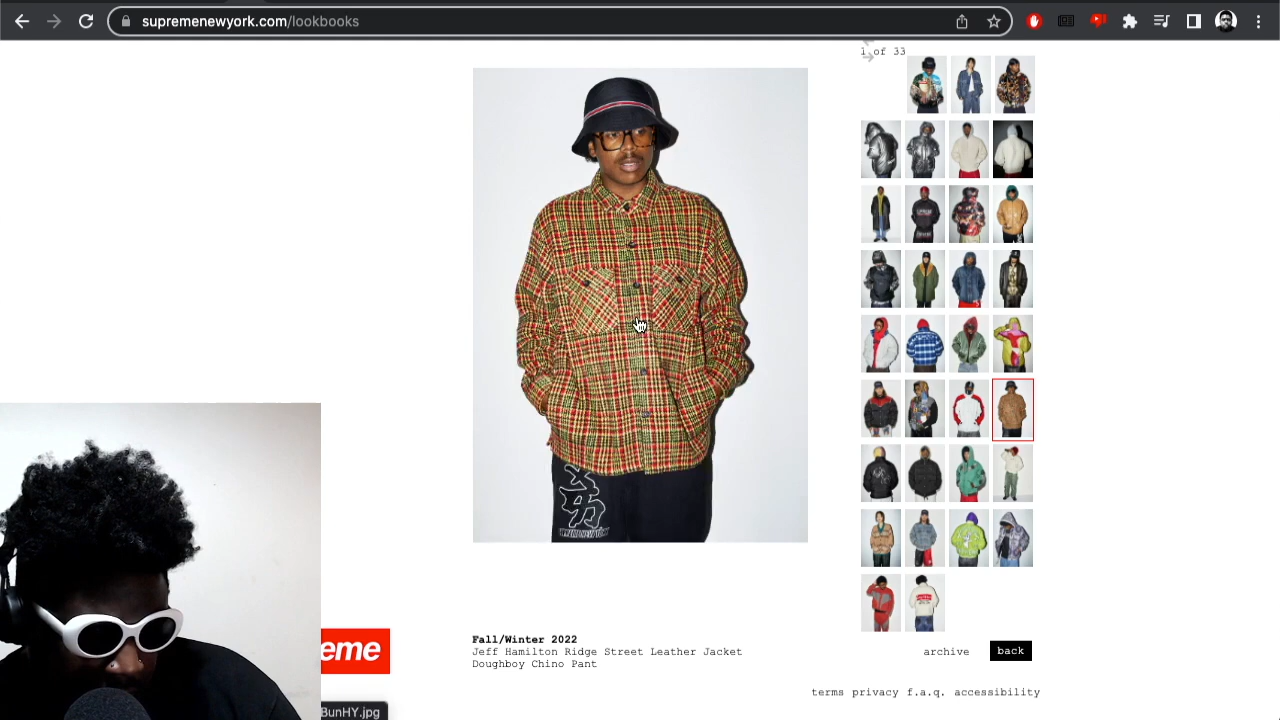 supremenewyork.com/lookbooks
1 of 33
Fall/Winter 2022
Jeff Hamilton Ridge Street Leather Jacket
Doughboy Chino Pant
archive
back
terms privacy f.a.q. accessibility
eme
BunHY.jpg